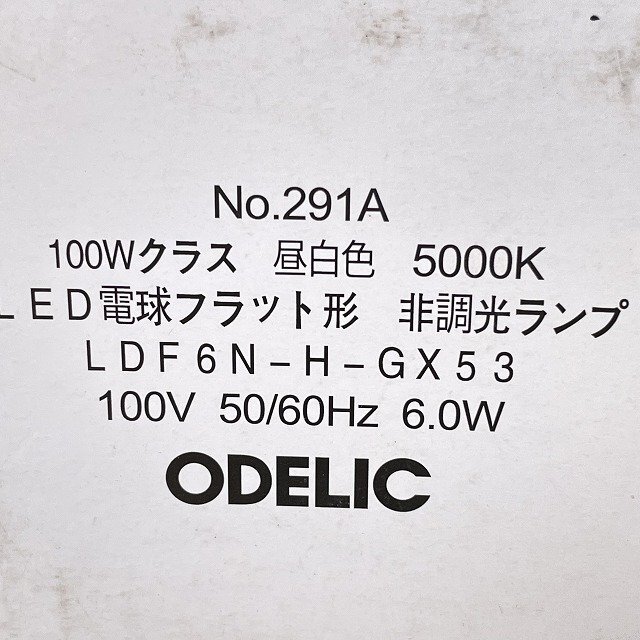 No.291A
100Wクラス 昼白色 5000K
LED電球フラット形 非調光ランプ
LDF6N-H-GX53
100V 50/60Hz 6.0W
ODELIC